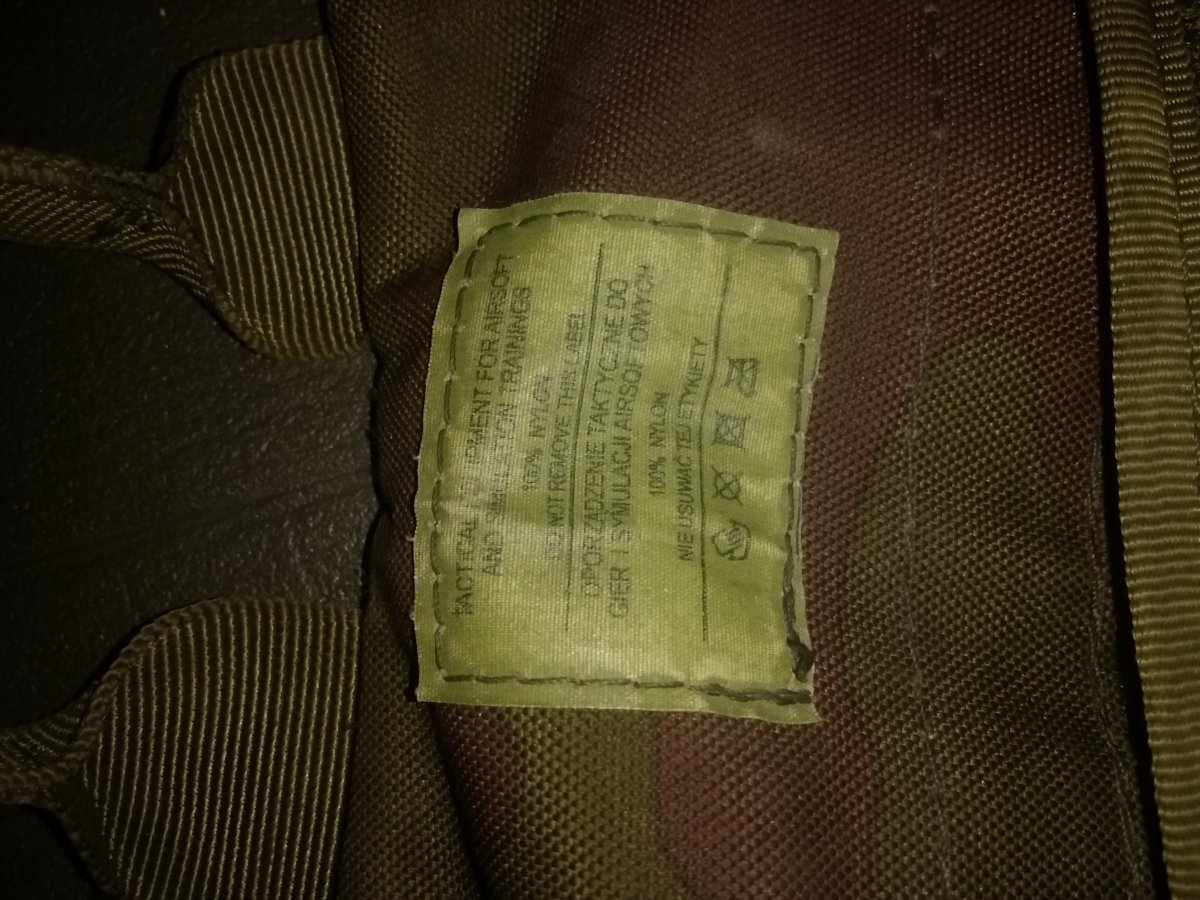 TACTICAL EQUIPMENT FOR AIRSOFT
AND SIMULATION TRAININGS
100% NYLON
DO NOT REMOVE THIS LABEL
OPORZĄDZENIE TAKTYCZNE DO
GIER I SYMULACJI AIRSOFTOWYCH
100% NYLON
NIE USUWAĆ TEJ ETYKIETY